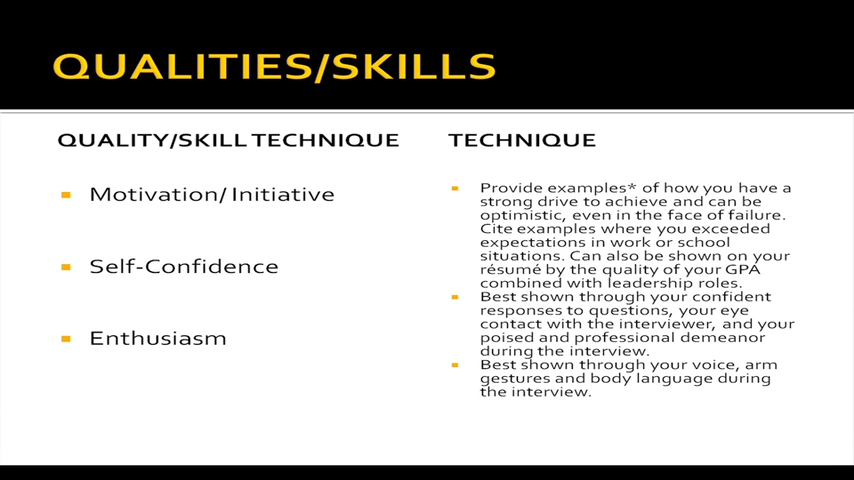 QUALITIES/SKILLS
QUALITY/SKILL TECHNIQUE
Motivation/ Initiative
Self-Confidence
Enthusiasm
TECHNIQUE
Provide examples* of how you have a
strong drive to achieve and can be
optimistic, even in the face of failure.
Cite examples where you exceeded
expectations in work or school
situations. Can also be shown on your
résumé by the quality of your GPA
combined with leadership roles.
Best shown through your confident
responses to questions, your eye
contact with the interviewer, and your
poised and professional demeanor
during the interview.
Best shown through your voice, arm
gestures and body language during
the interview.